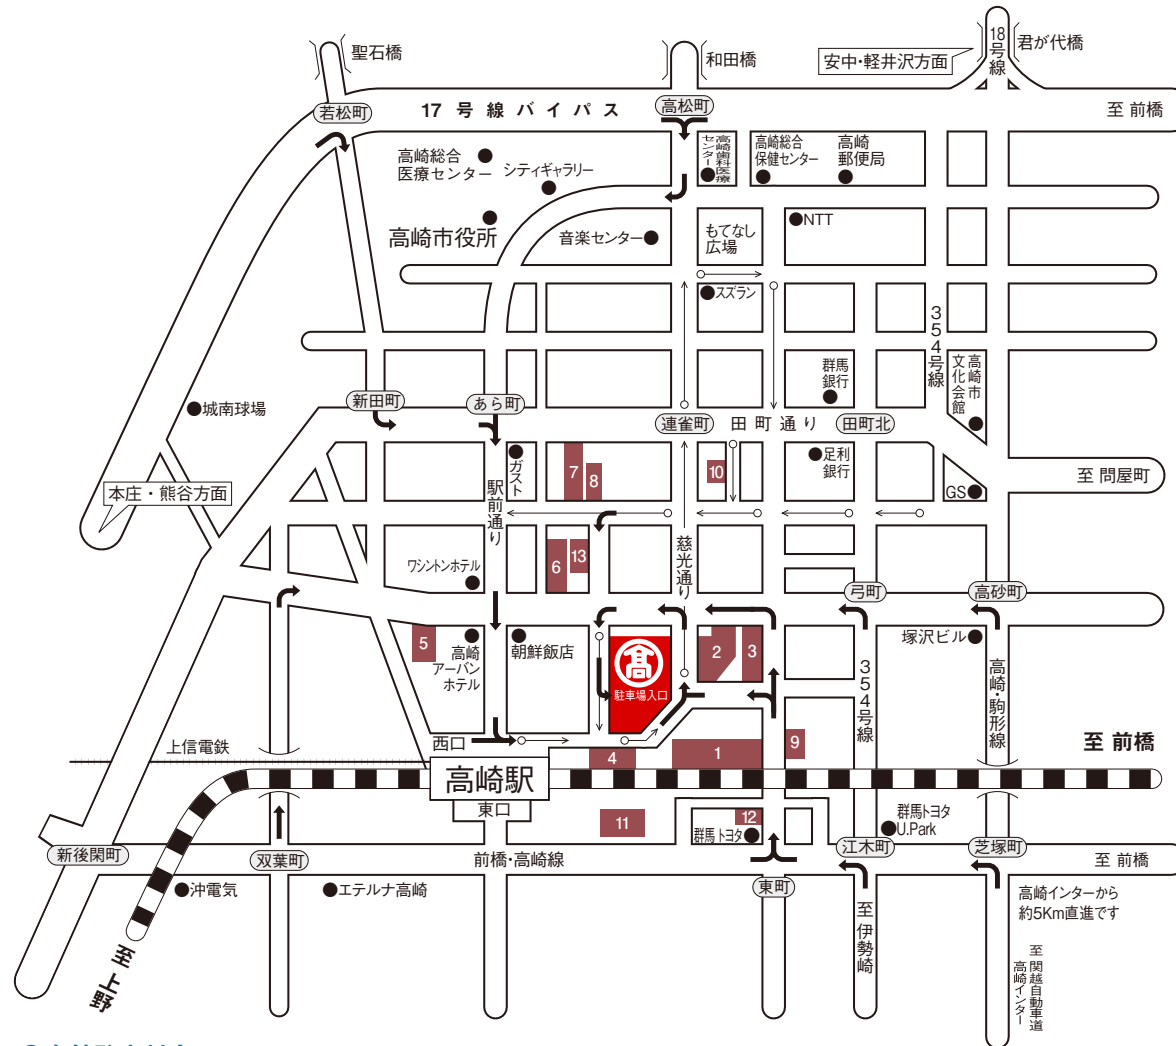 聖石橋
和田橋
18号線
君が代橋
安中・軽井沢方面
若松町
17号線バイパス
高松町
至 前橋
高崎総合
医療センター
シティギャラリー
高崎歯科医療
センター
高崎総合
保健センター
高崎
郵便局
高崎市役所
音楽センター
もてなし
広場
NTT
スズラン
354号線
群馬
銀行
高崎市
文化会館
城南球場
新田町
あら町
連雀町
田町通り
田町北
ガスト
7
8
10
足利
銀行
GS
至 問屋町
本庄・熊谷方面
駅前通り
慈光通り
ワシントンホテル
6
13
弓町
高砂町
5
高崎
アーバン
ホテル
朝鮮飯店
髙
駐車場入口
2
3
塚沢ビル
354号線
高崎・駒形線
上信電鉄
西口
4
1
9
至 前橋
高崎駅
東口
11
12
群馬トヨタ
群馬トヨタ
U.Park
新後閑町
双葉町
前橋・高崎線
江木町
芝塚町
至 前橋
沖電気
エテルナ高崎
東町
高崎インターから
約5Km直進です
至 上野
至 伊勢崎
至 関越自動車道
高崎インター